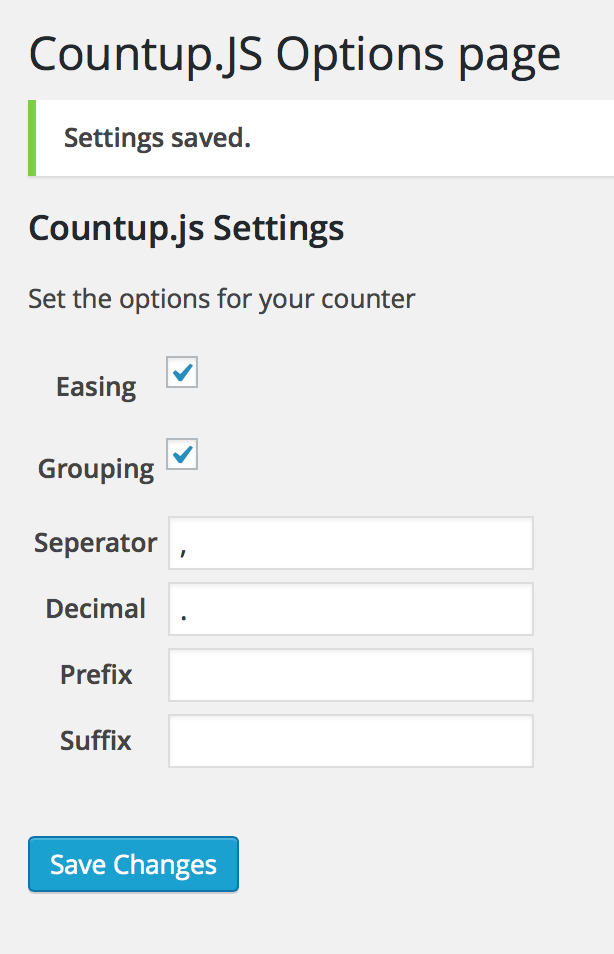 Countup.JS Options page
Settings saved.
Countup.js Settings
Set the options for your counter
Easing
Grouping
Seperator ,
Decimal .
Prefix
Suffix
Save Changes